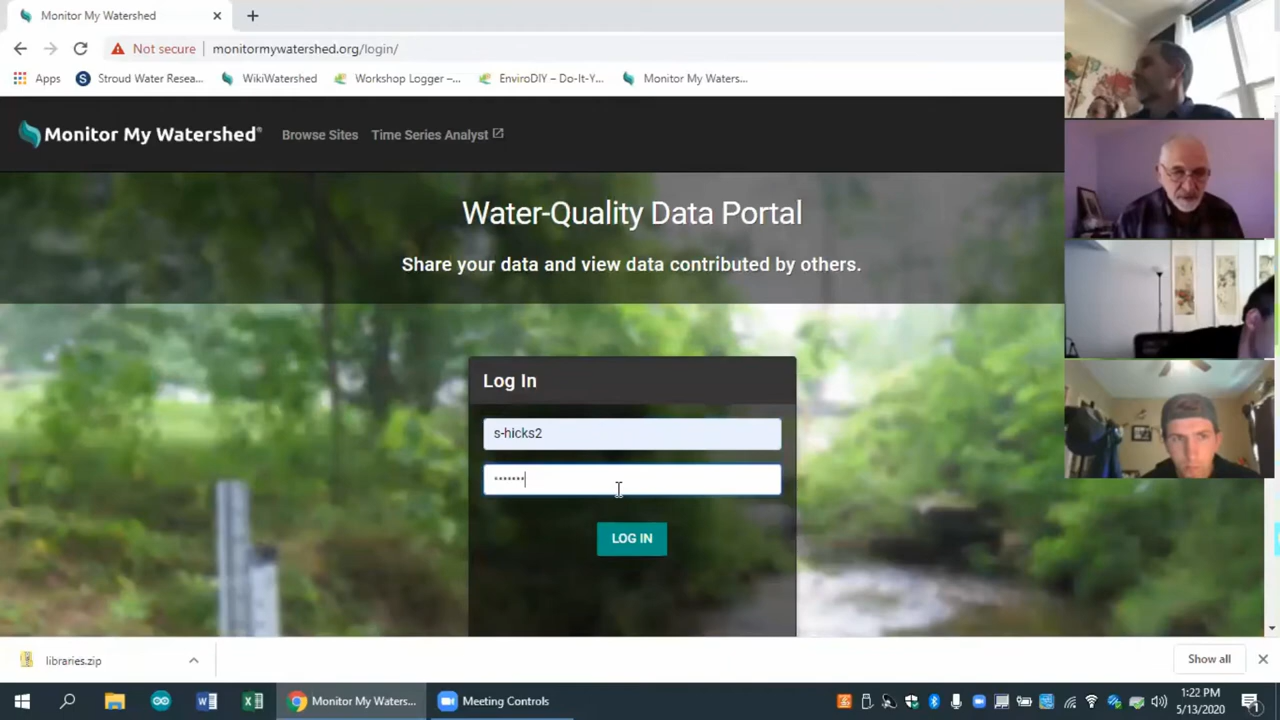 Monitor My Watershed
Not secure
monitormywatershed.org/login/
Apps
Stroud Water Resea...
WikiWatershed
Workshop Logger –...
EnviroDIY – Do-It-Y...
Monitor My Waters...
Monitor My Watershed®
Browse Sites
Time Series Analyst
Water-Quality Data Portal
Share your data and view data contributed by others.
Log In
s-hicks2
•••••••
LOG IN
libraries.zip
Show all
Monitor My Waters...
Meeting Controls
1:22 PM
5/13/2020
1